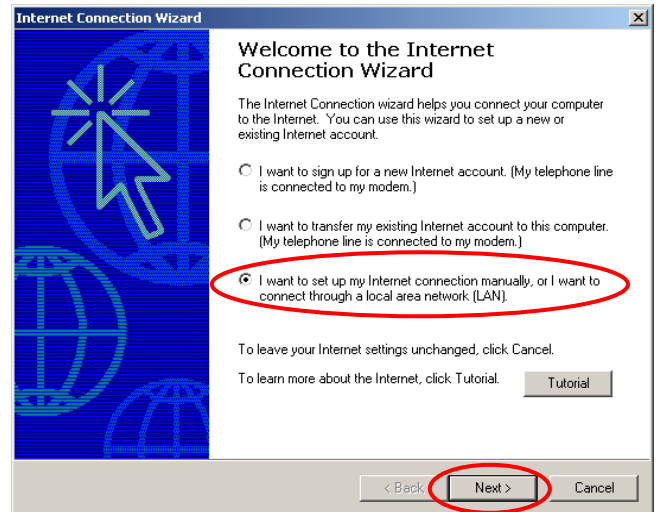 Internet Connection Wizard
Welcome to the Internet
Connection Wizard
The Internet Connection wizard helps you connect your computer
to the Internet. You can use this wizard to set up a new or
existing Internet account.
I want to sign up for a new Internet account. (My telephone line
is connected to my modem.)
I want to transfer my existing Internet account to this computer.
(My telephone line is connected to my modem.)
I want to set up my Internet connection manually, or I want to
connect through a local area network (LAN).
To leave your Internet settings unchanged, click Cancel.
To learn more about the Internet, click Tutorial.
Tutorial
< Back
Next >
Cancel